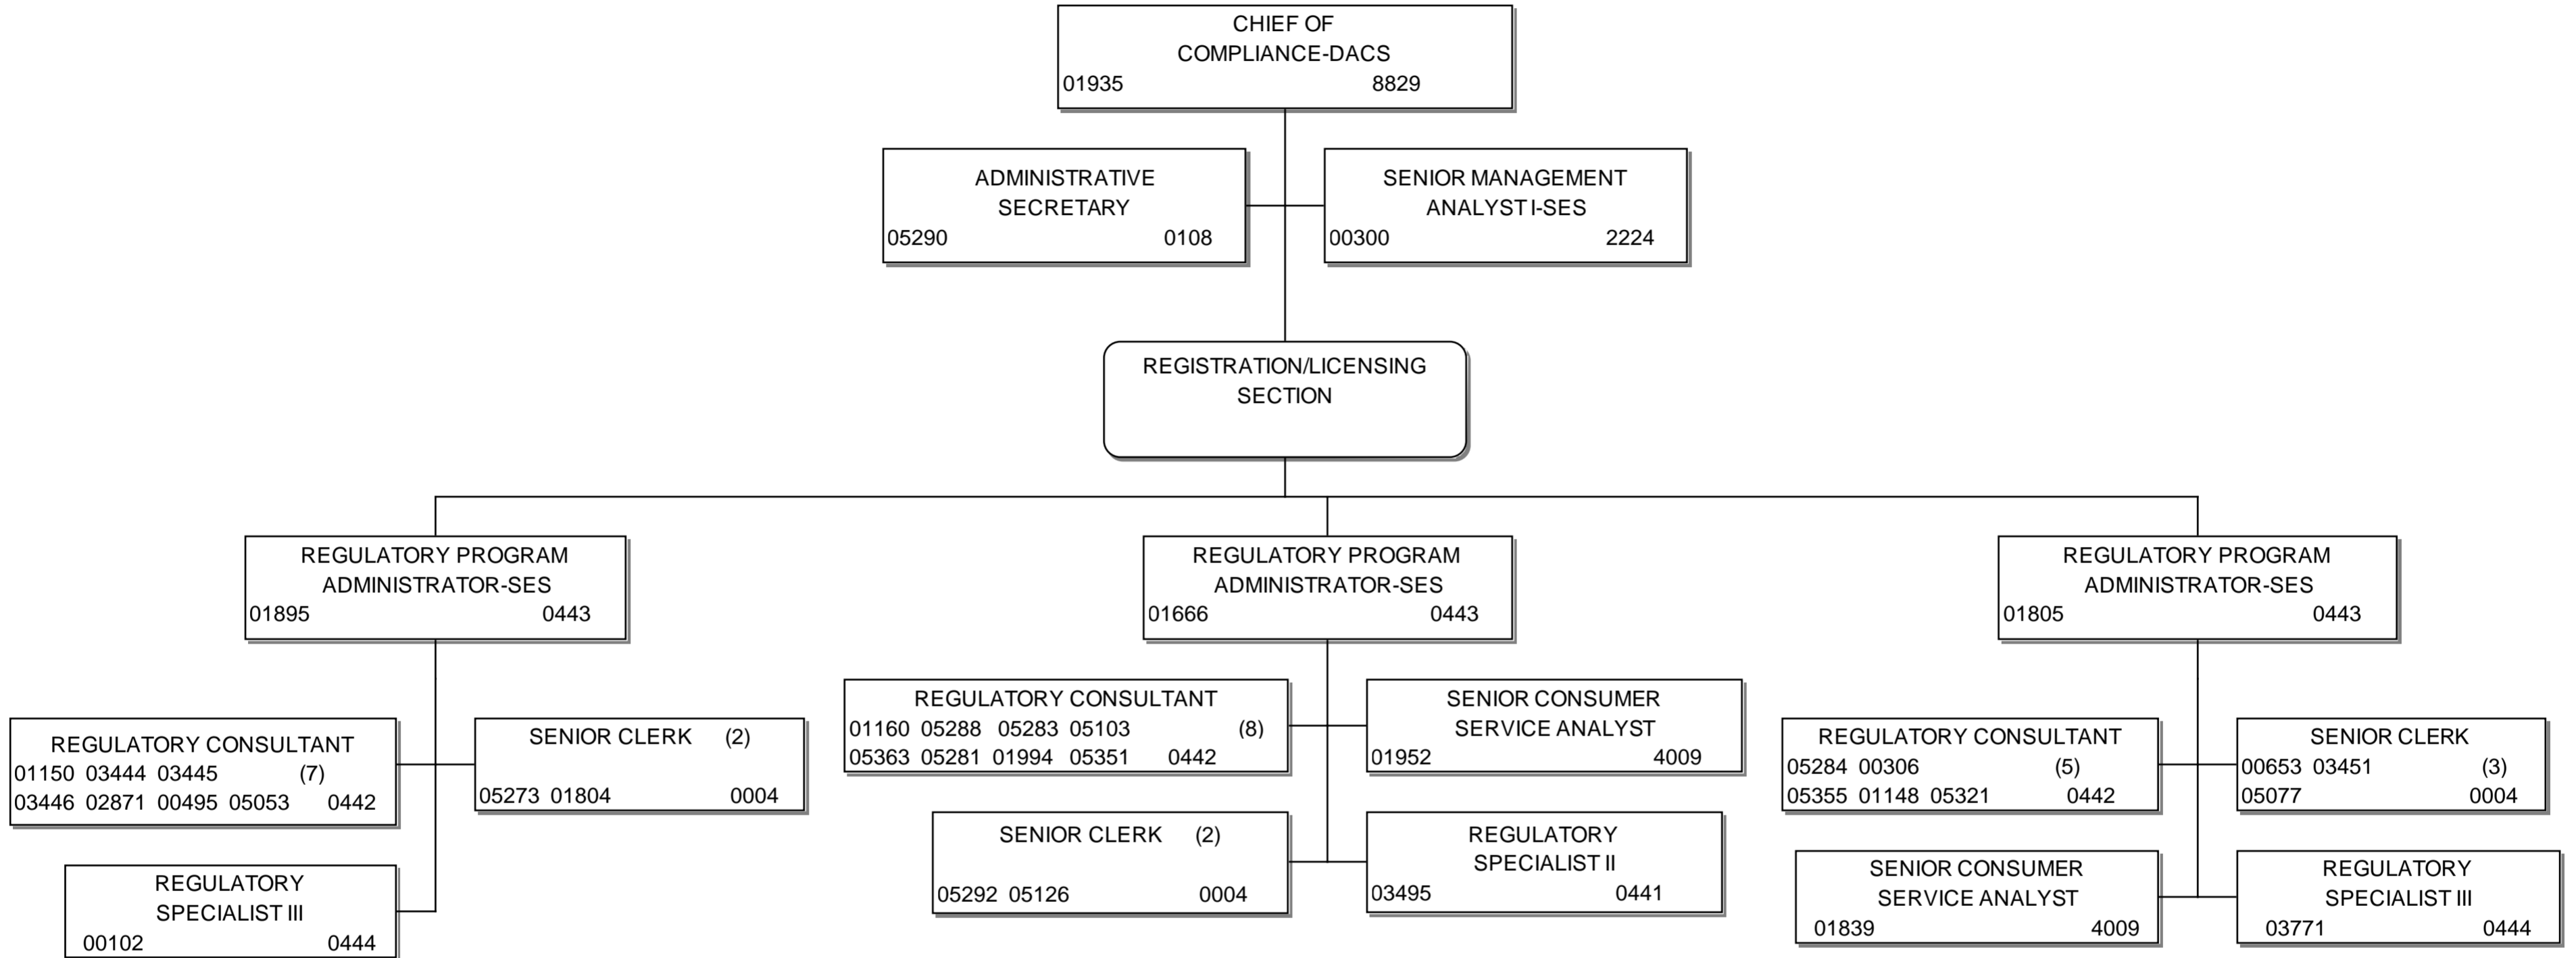 CHIEF OF
COMPLIANCE-DACS
01935 8829
ADMINISTRATIVE
SECRETARY
05290 0108
SENIOR MANAGEMENT
ANALYST I-SES
00300 2224
REGISTRATION/LICENSING
SECTION
REGULATORY PROGRAM
ADMINISTRATOR-SES
01895 0443
REGULATORY PROGRAM
ADMINISTRATOR-SES
01666 0443
REGULATORY PROGRAM
ADMINISTRATOR-SES
01805 0443
REGULATORY CONSULTANT
01150 03444 03445 (7)
03446 02871 00495 05053 0442
SENIOR CLERK (2)
05273 01804 0004
REGULATORY
SPECIALIST III
00102 0444
REGULATORY CONSULTANT
01160 05288 05283 05103 (8)
05363 05281 01994 05351 0442
SENIOR CONSUMER
SERVICE ANALYST
01952 4009
SENIOR CLERK (2)
05292 05126 0004
REGULATORY
SPECIALIST II
03495 0441
REGULATORY CONSULTANT
05284 00306 (5)
05355 01148 05321 0442
SENIOR CLERK
00653 03451 (3)
05077 0004
SENIOR CONSUMER
SERVICE ANALYST
01839 4009
REGULATORY
SPECIALIST III
03771 0444